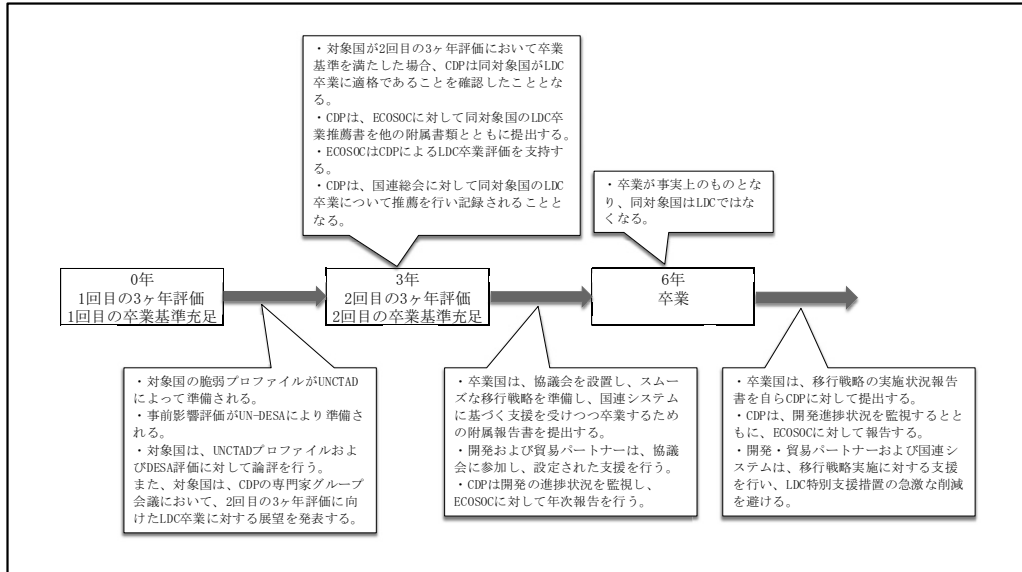 ・対象国が2回目の3ヶ年評価において卒業
基準を満たした場合、CDPは同対象国がLDC
卒業に適格であることを確認したこととな
る。
・CDPは、ECOSOCに対して同対象国のLDC卒
業推薦書を他の附属書類とともに提出する。
・ECOSOCはCDPによるLDC卒業評価を支持す
る。
・CDPは、国連総会に対して同対象国のLDC
卒業について推薦を行い記録されることと
なる。
・卒業が事実上のものとな
り、同対象国はLDCではな
くなる。
0年
1回目の3ヶ年評価
1回目の卒業基準充足
3年
2回目の3ヶ年評価
2回目の卒業基準充足
6年
卒業
・対象国の脆弱プロファイルがUNCTAD
によって準備される。
・事前影響評価がUN-DESAにより準備さ
れる。
・対象国は、UNCTADプロファイルおよ
びDESA評価に対して論評を行う。
また、対象国は、CDPの専門家グループ
会議において、2回目の3ヶ年評価に向
けたLDC卒業に対する展望を発表する。
・卒業国は、協議会を設置し、スムー
ズな移行戦略を準備し、国連システム
に基づく支援を受けつつ卒業するため
の附属報告書を提出する。
・開発および貿易パートナーは、協議
会に参加し、設定された支援を行う。
・CDPは開発の進捗状況を監視し、
ECOSOCに対して年次報告を行う。
・卒業国は、移行戦略の実施状況報告
書を自らCDPに対して提出する。
・CDPは、開発進捗状況を監視するとと
もに、ECOSOCに対して報告する。
・開発・貿易パートナーおよび国連シ
ステムは、移行戦略実施に対する支援
を行い、LDC特別支援措置の急激な削減
を避ける。